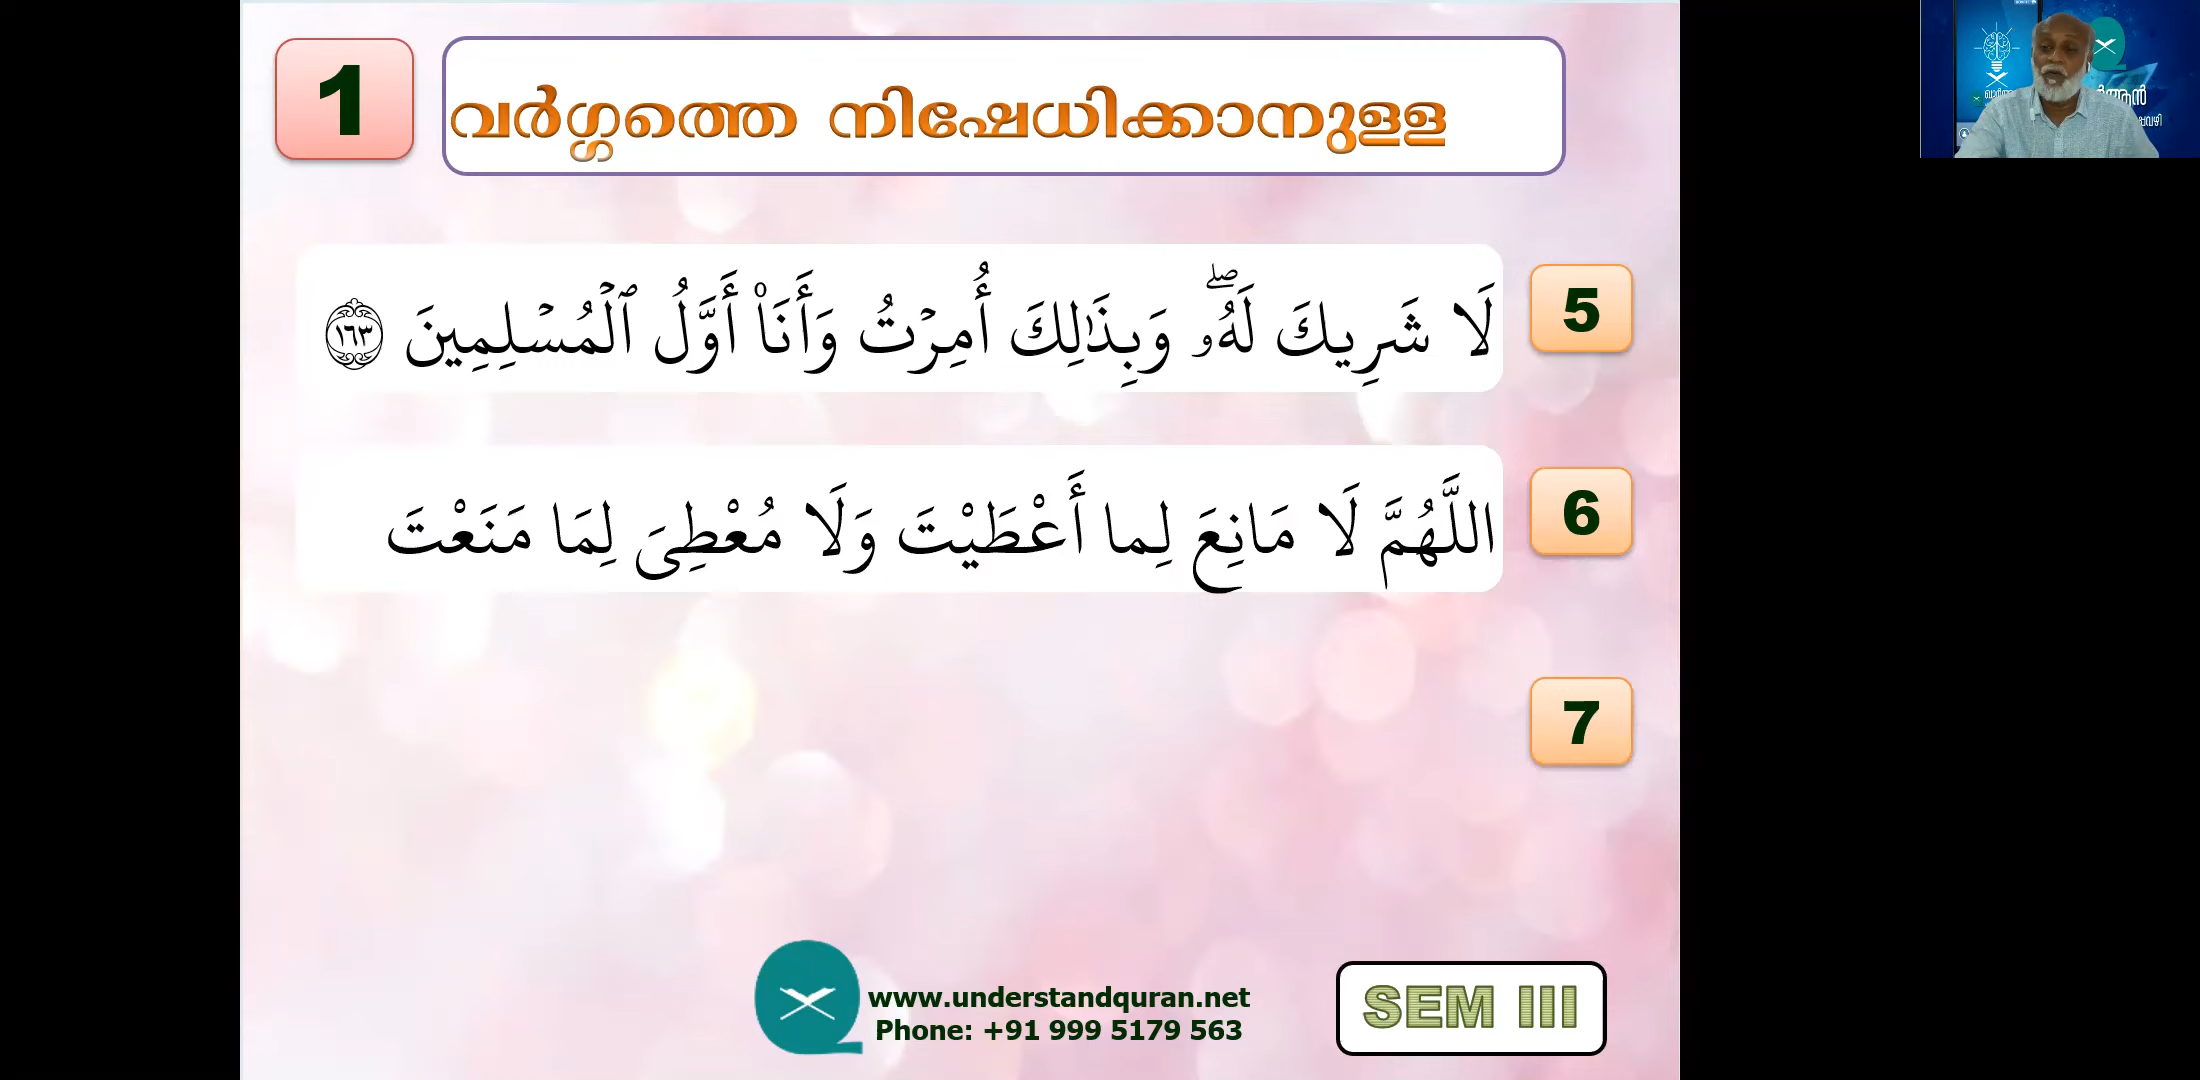 1
വർഗ്ഗത്തെ നിഷേധിക്കാനുള്ള
لَا شَرِيكَ لَهُۥۖ وَبِذَٰلِكَ أُمِرۡتُ وَأَنَا۠ أَوَّلُ ٱلۡمُسۡلِمِينَ ١٦٣
5
اللَّهُمَّ لَا مَانِعَ لِما أَعْطَيْتَ وَلَا مُعْطِىَ لِمَا مَنَعْتَ
6
7
www.understandquran.net
Phone: +91 999 5179 563
SEM III